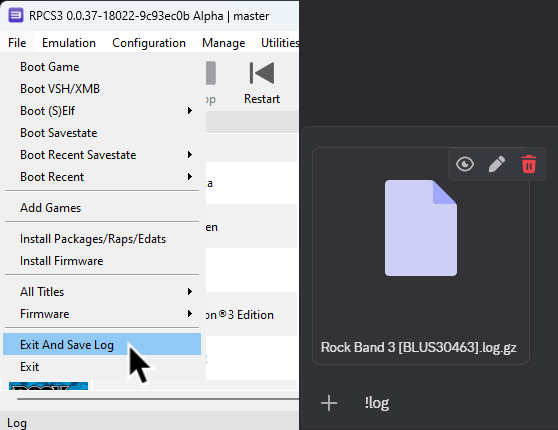 RPCS3 0.0.37-18022-9c93ec0b Alpha | master
File Emulation Configuration Manage Utilities
Boot Game
Boot VSH/XMB
Boot (S)Elf
Boot Savestate
Boot Recent Savestate
Boot Recent
Add Games
Install Packages/Raps/Edats
Install Firmware
All Titles
Firmware
Exit And Save Log
Exit
op
Restart
ta
en
on®3 Edition
Log
Rock Band 3 [BLUS30463].log.gz
!log